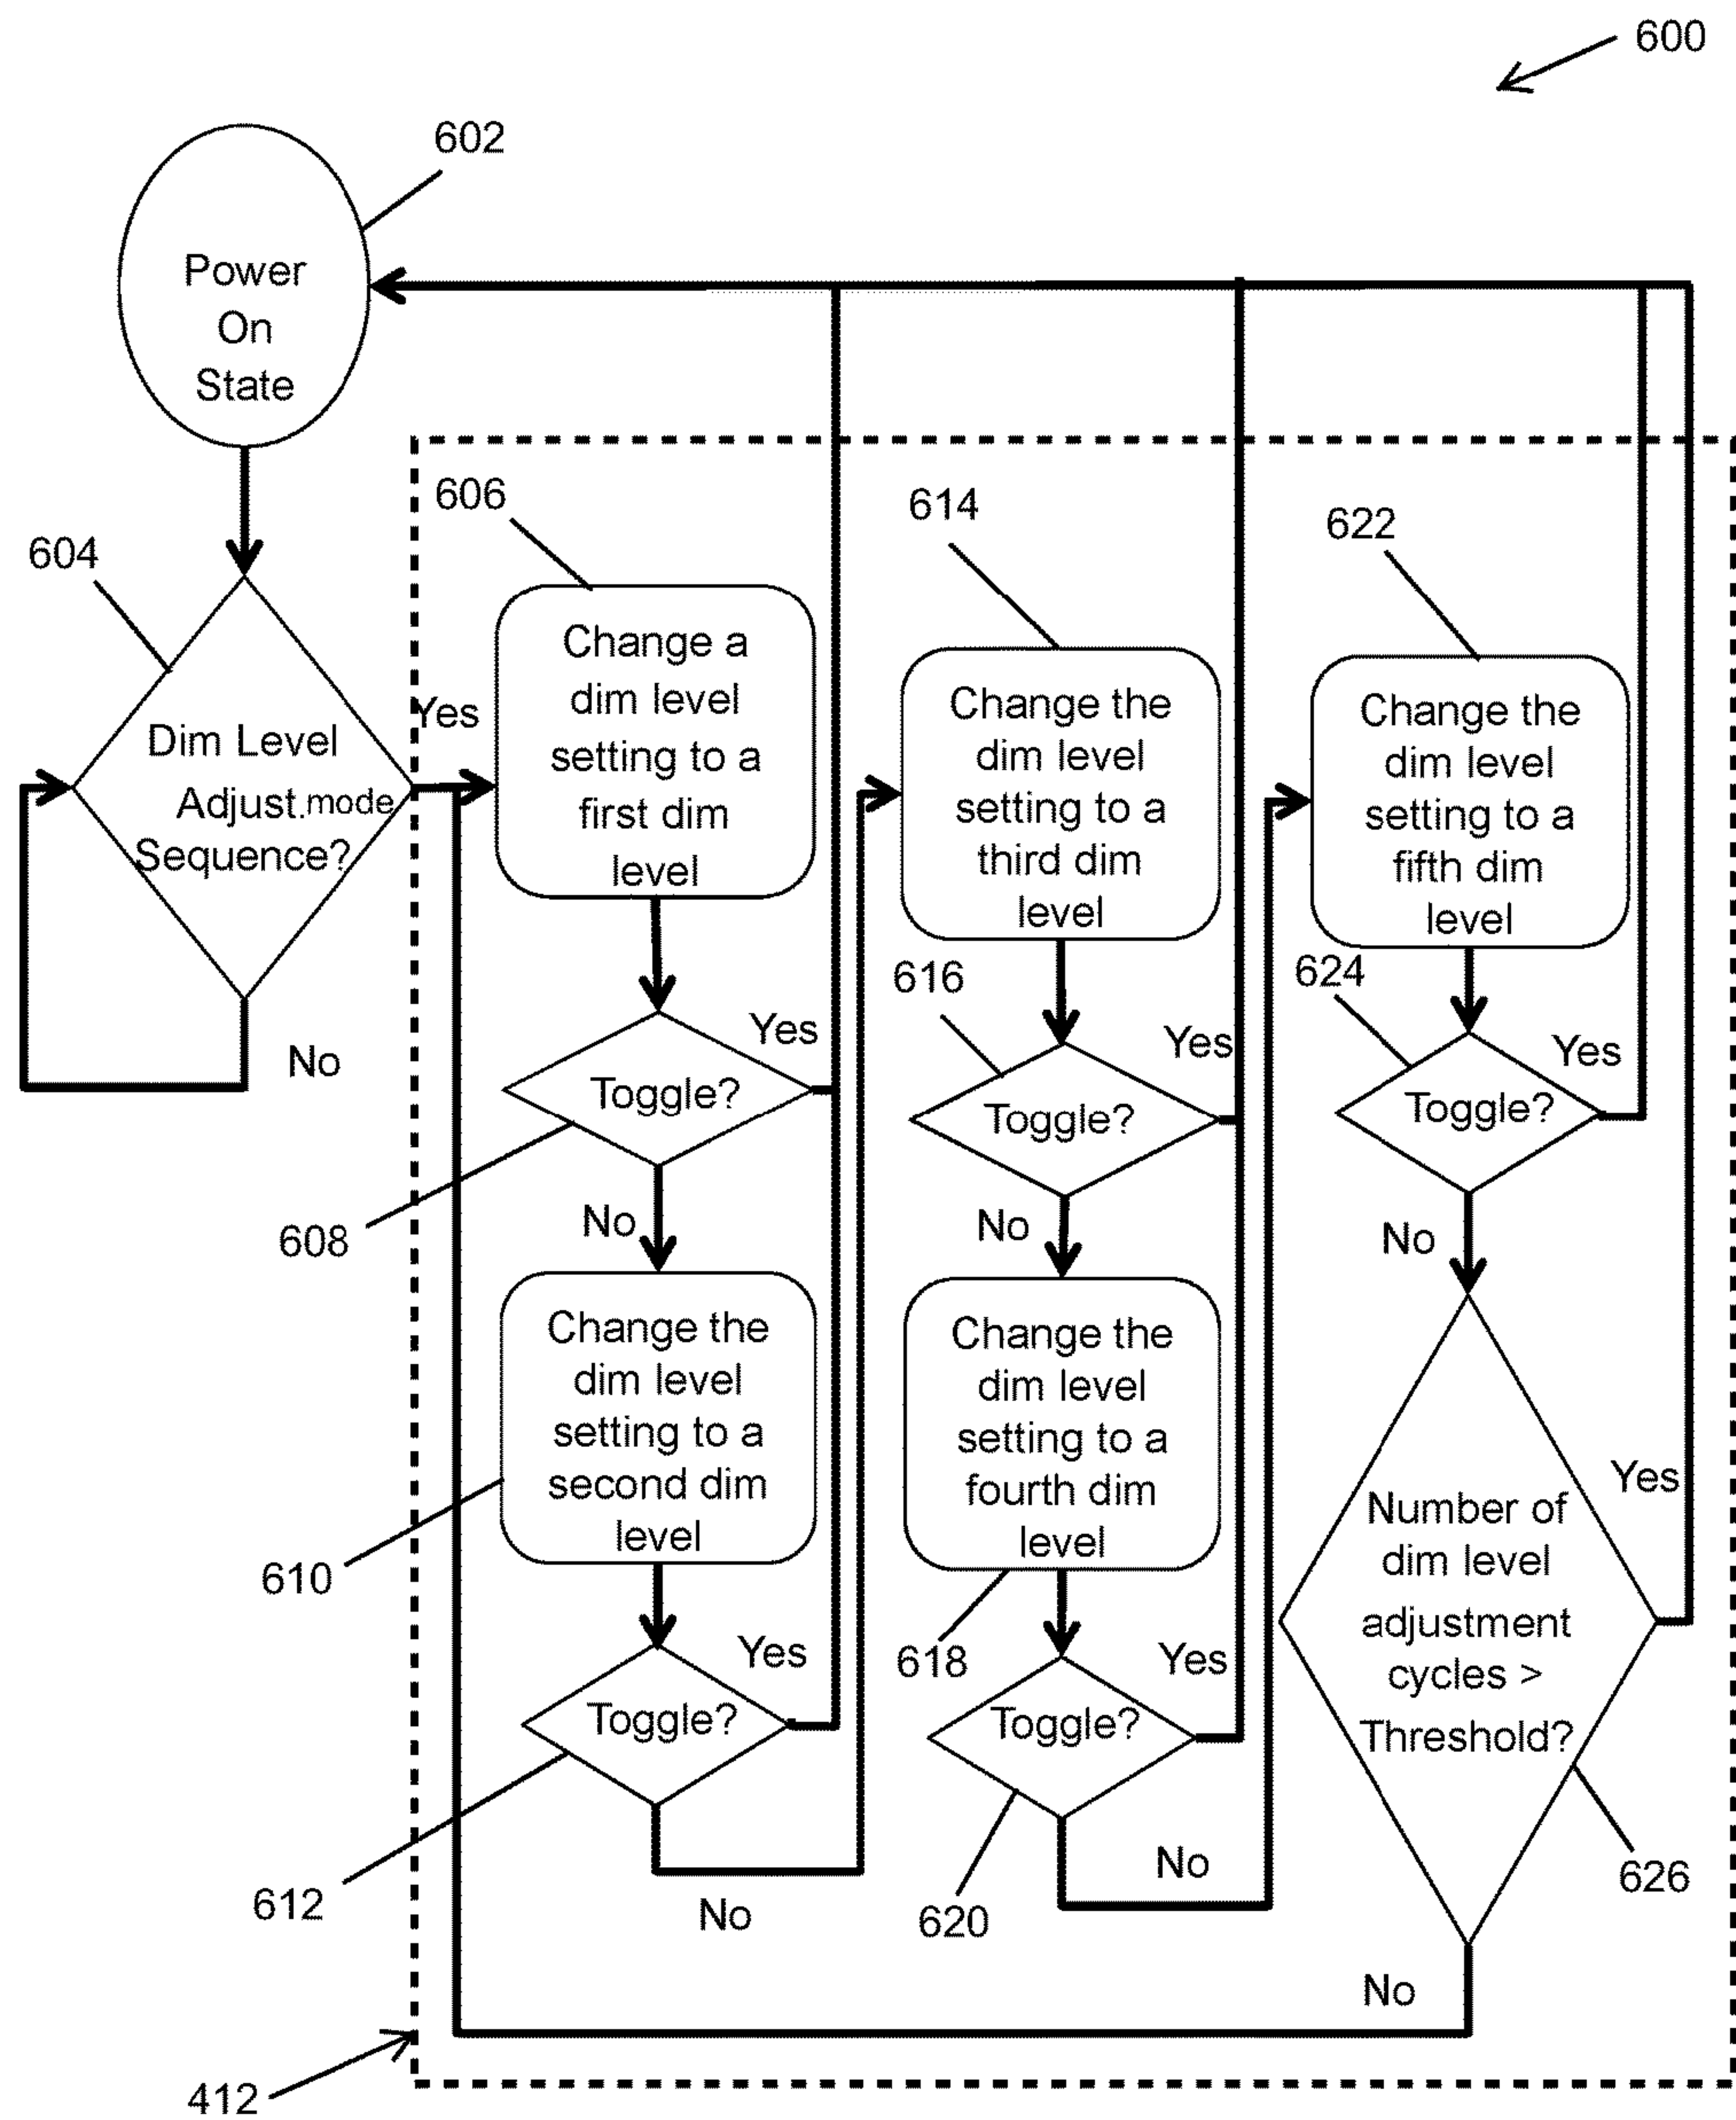 600
602
Power
On
State
604
Dim Level
Adjust.mode
Sequence?
Yes
No
606
Change a
dim level
setting to a
first dim
level
Toggle?
Yes
608
No
Change the
dim level
setting to a
second dim
level
610
Toggle?
Yes
612
No
614
Change the
dim level
setting to a
third dim
level
616
Toggle?
Yes
No
Change the
dim level
setting to a
fourth dim
level
618
Toggle?
Yes
620
No
622
Change the
dim level
setting to a
fifth dim
level
624
Toggle?
Yes
No
Number of
dim level
adjustment
cycles >
Threshold?
Yes
626
No
412